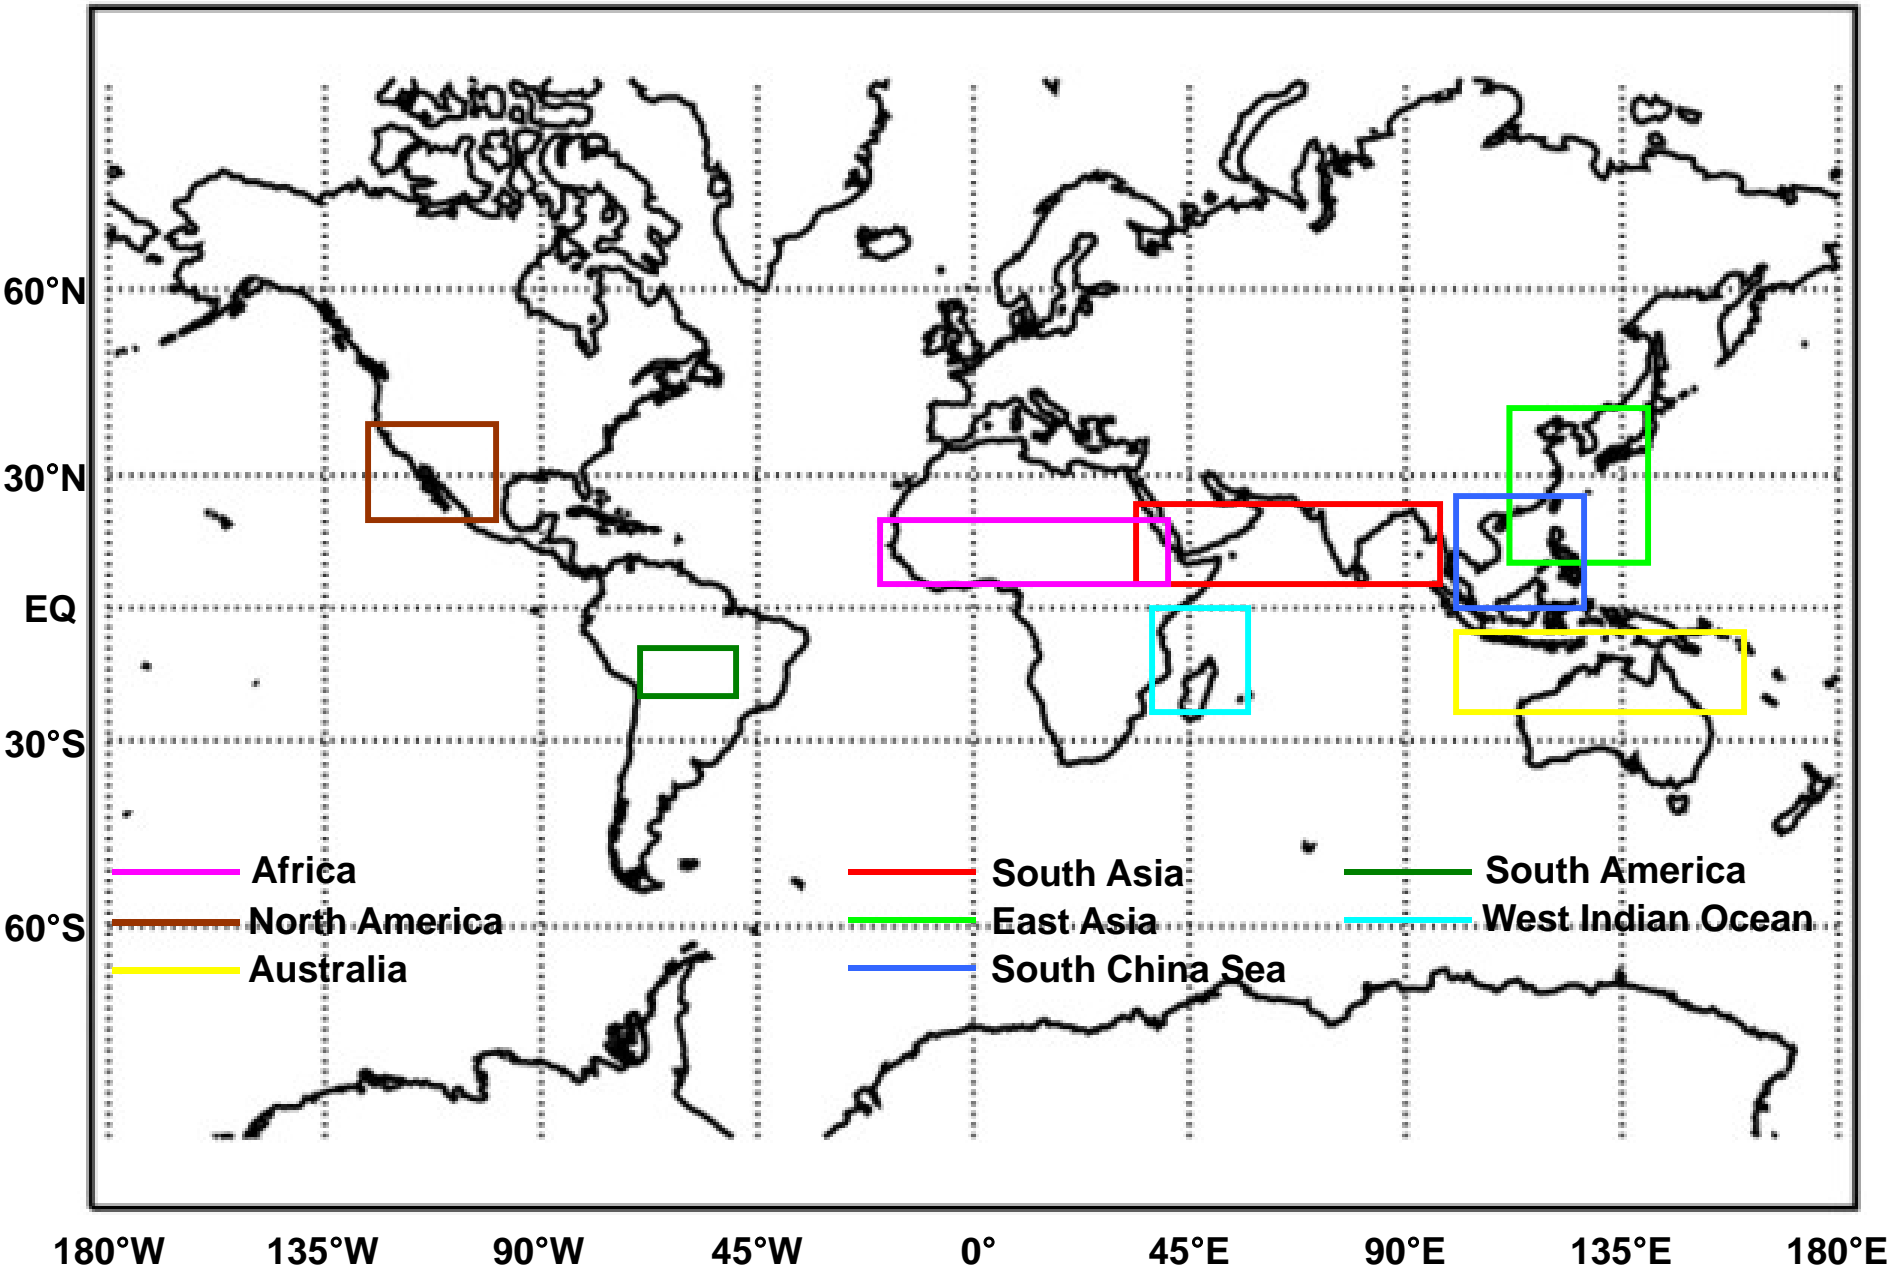 60°N
30°N
EQ
30°S
60°S
Africa
South Asia
South America
North America
East Asia
West Indian Ocean
Australia
South China Sea
180°W 135°W 90°W 45°W 0° 45°E 90°E 135°E 180°E